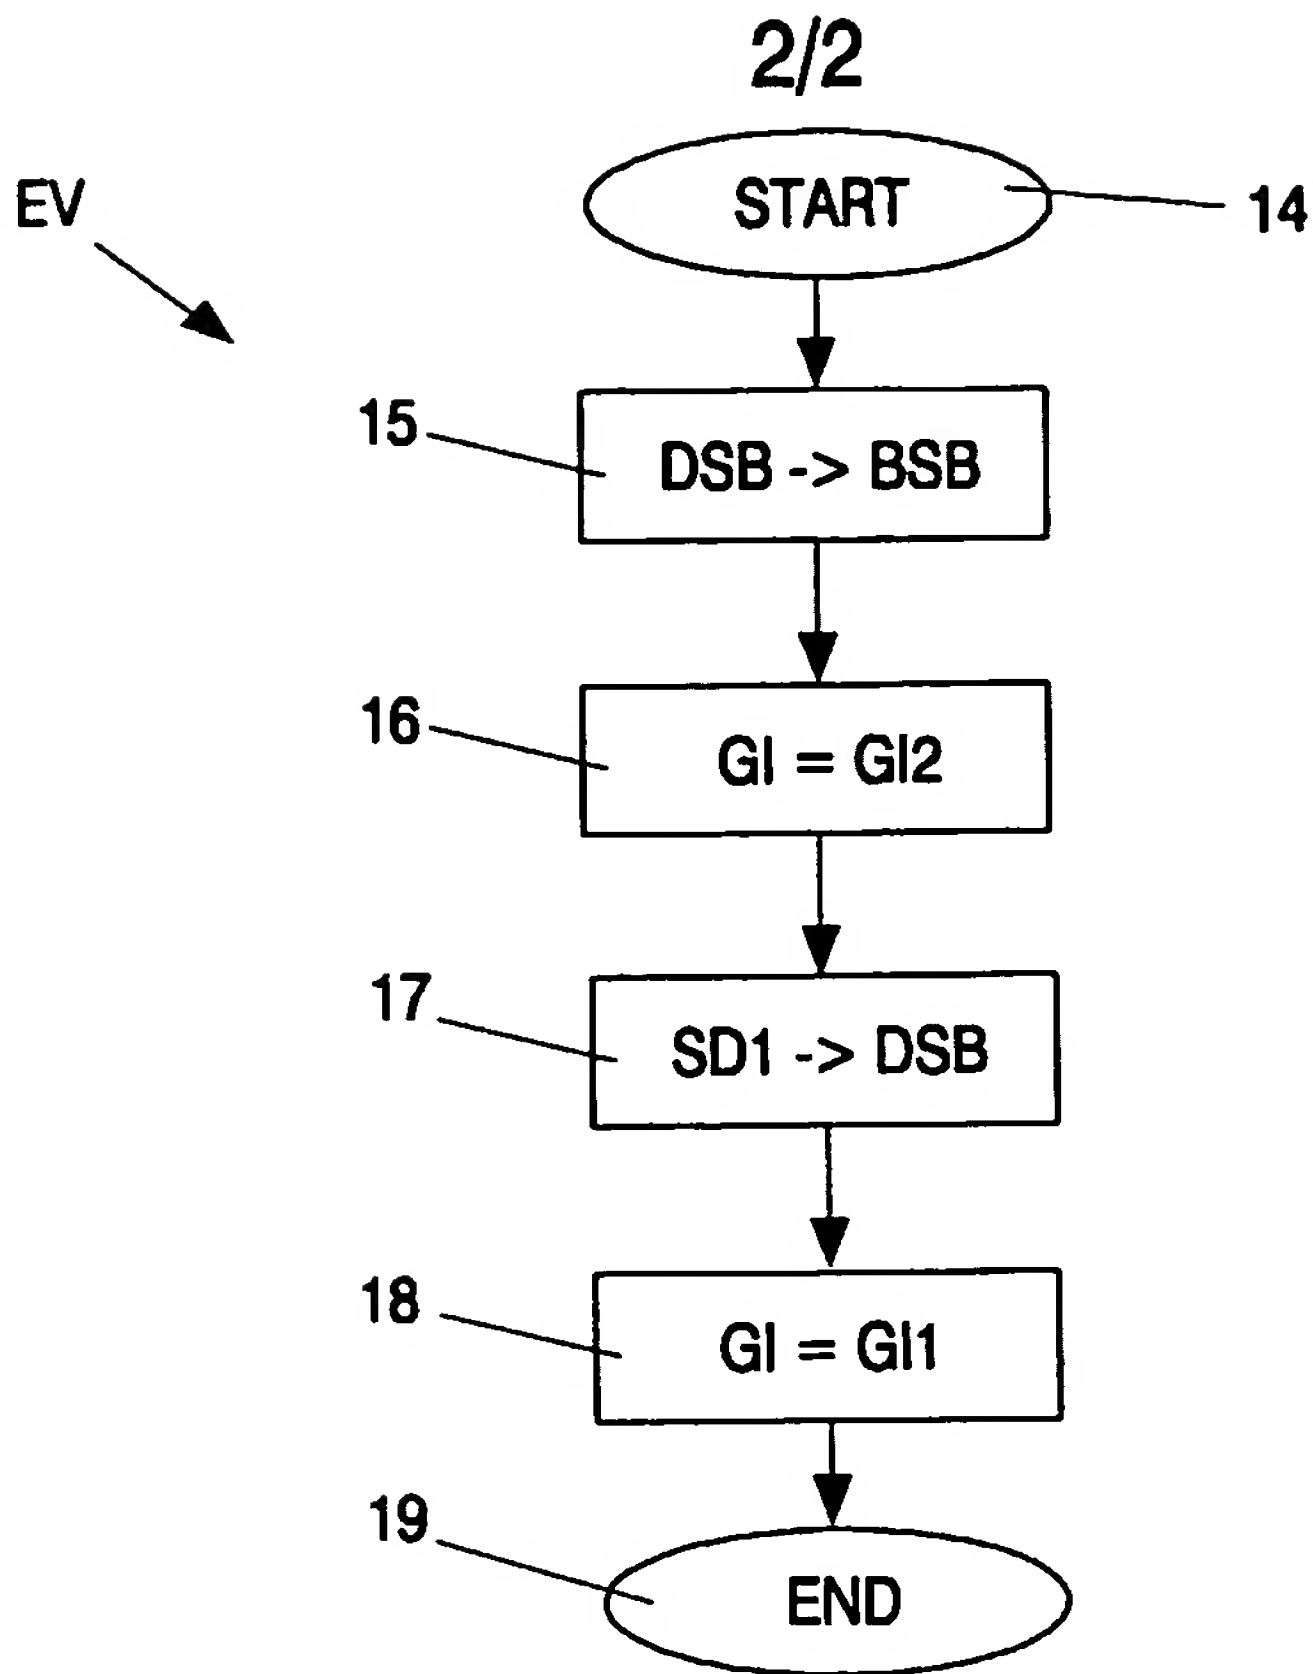 2/2
EV
START
14
15
DSB -> BSB
16
GI = GI2
17
SD1 -> DSB
18
GI = GI1
19
END